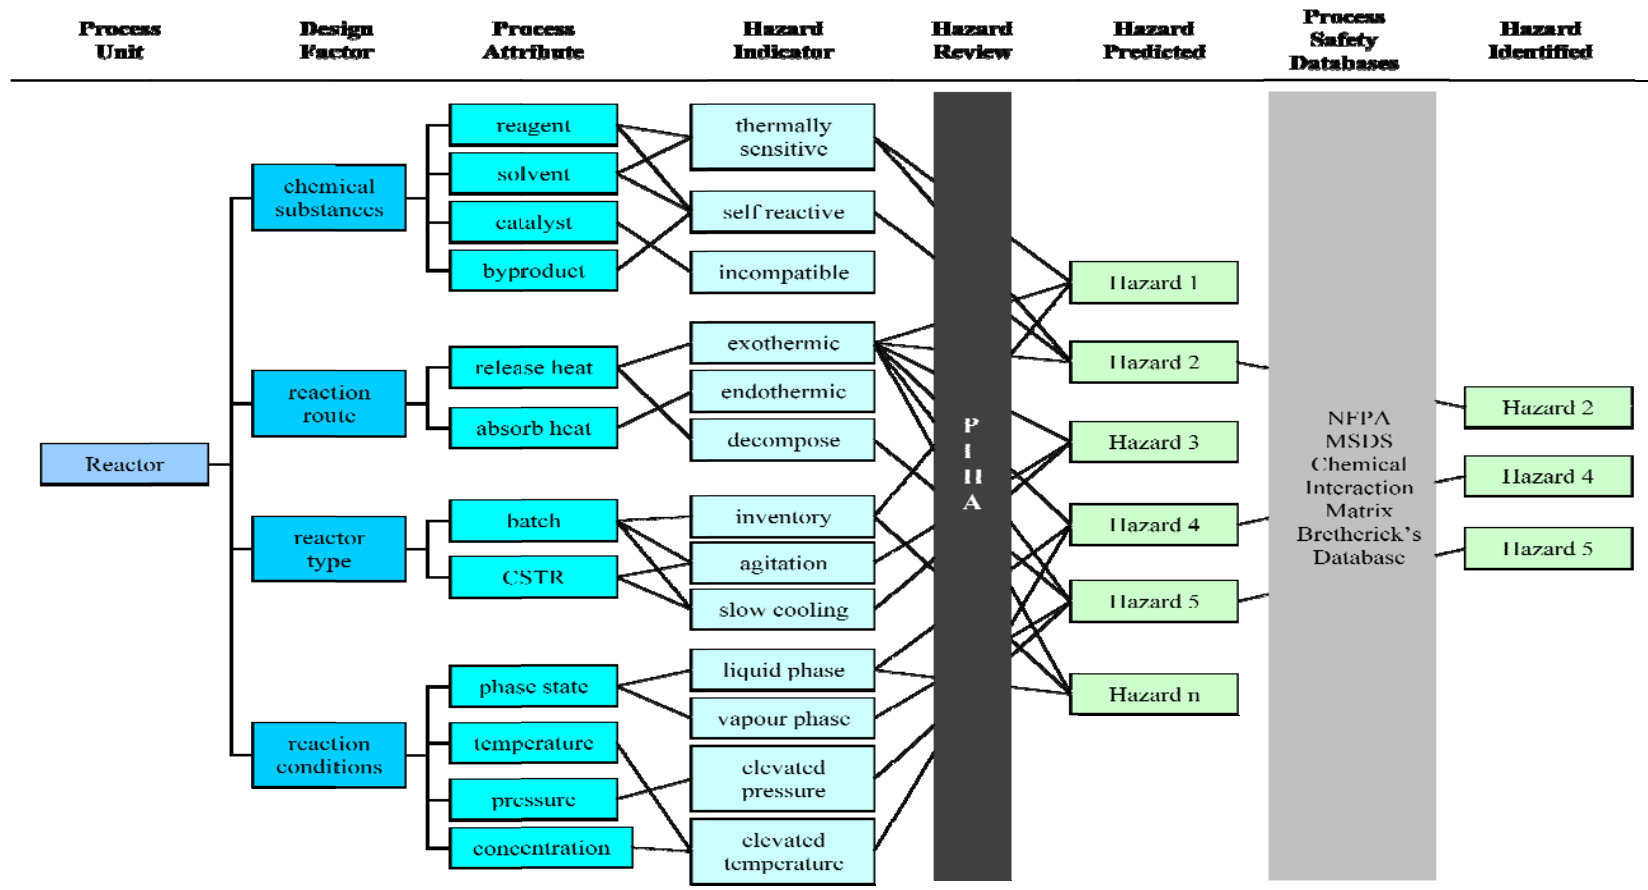 Process
Unit
Design
Factor
Process
Attribute
Hazard
Indicator
Hazard
Review
Hazard
Predicted
Process
Safety
Databases
Hazard
Identified
Reactor
chemical
substances
reaction
route
reactor
type
reaction
conditions
reagent
solvent
catalyst
byproduct
release heat
absorb heat
batch
CSTR
phase state
temperature
pressure
concentration
thermally
sensitive
self reactive
incompatible
exothermic
endothermic
decompose
inventory
agitation
slow cooling
liquid phase
vapour phase
elevated
pressure
elevated
temperature
P
I
H
A
Hazard 1
Hazard 2
Hazard 3
Hazard 4
Hazard 5
Hazard n
NFPA
MSDS
Chemical
Interaction
Matrix
Bretherick's
Database
Hazard 2
Hazard 4
Hazard 5